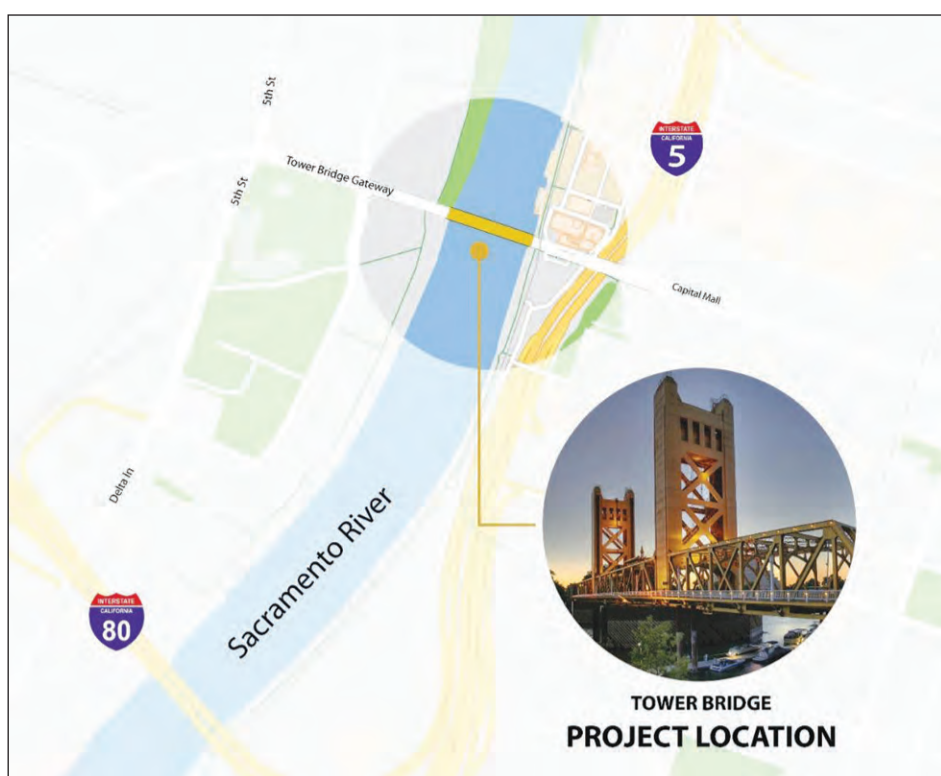 5th St
INTERSTATE
CALIFORNIA
5
Tower Bridge Gateway
5th St
Capital Mall
Delta ln
Sacramento River
INTERSTATE
CALIFORNIA
80
TOWER BRIDGE
PROJECT LOCATION